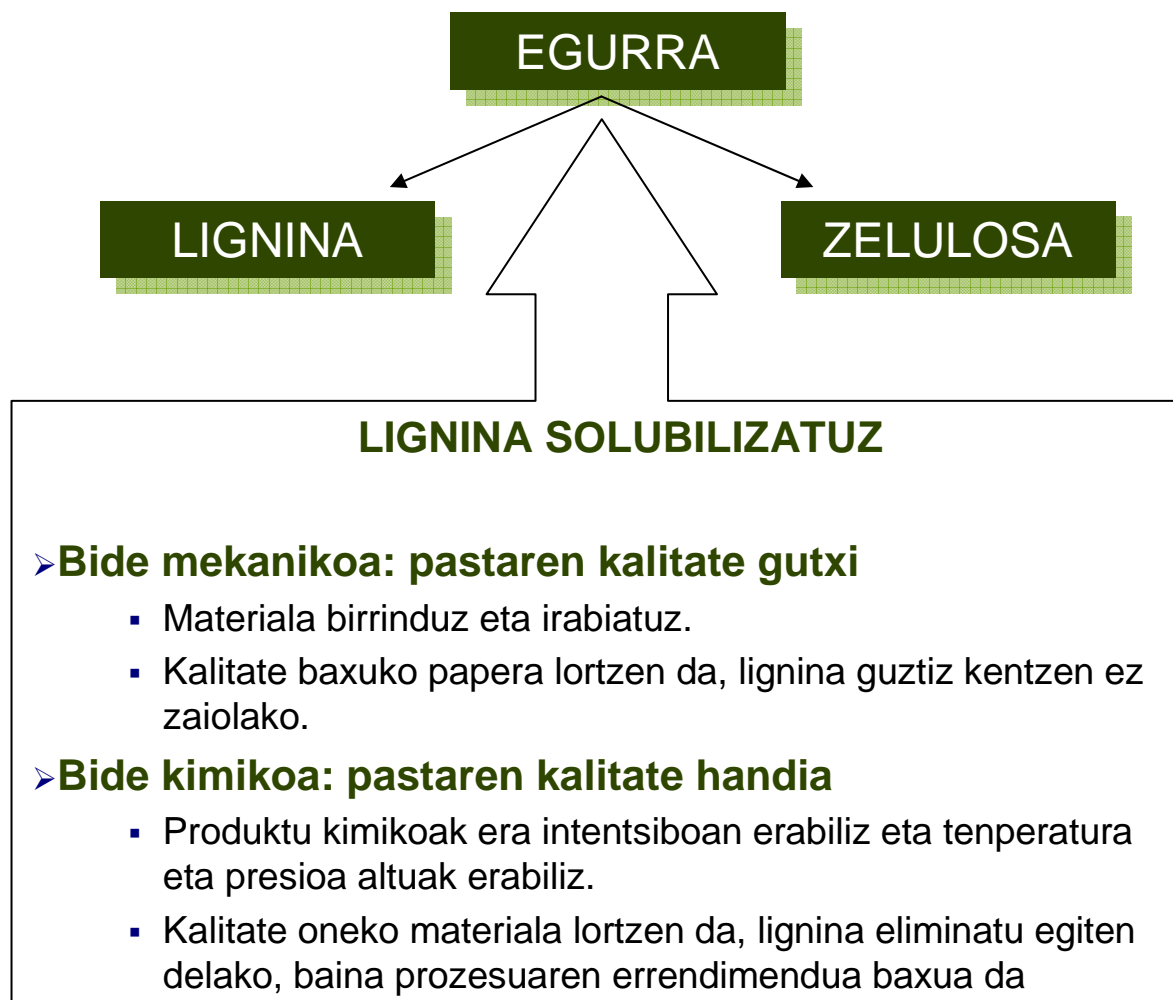 EGURRA
LIGNINA
ZELULOSA
LIGNINA SOLUBILIZATUZ
➢Bide mekanikoa: pastaren kalitate gutxi
▪ Materiala birrinduz eta irabiatuz.
▪ Kalitate baxuko papera lortzen da, lignina guztiz kentzen ez
zaiolako.
➢Bide kimikoa: pastaren kalitate handia
▪ Produktu kimikoak era intentsiboan erabiliz eta tenperatura
eta presioa altuak erabiliz.
▪ Kalitate oneko materiala lortzen da, lignina eliminatu egiten
delako, baina prozesuaren errendimendua baxua da